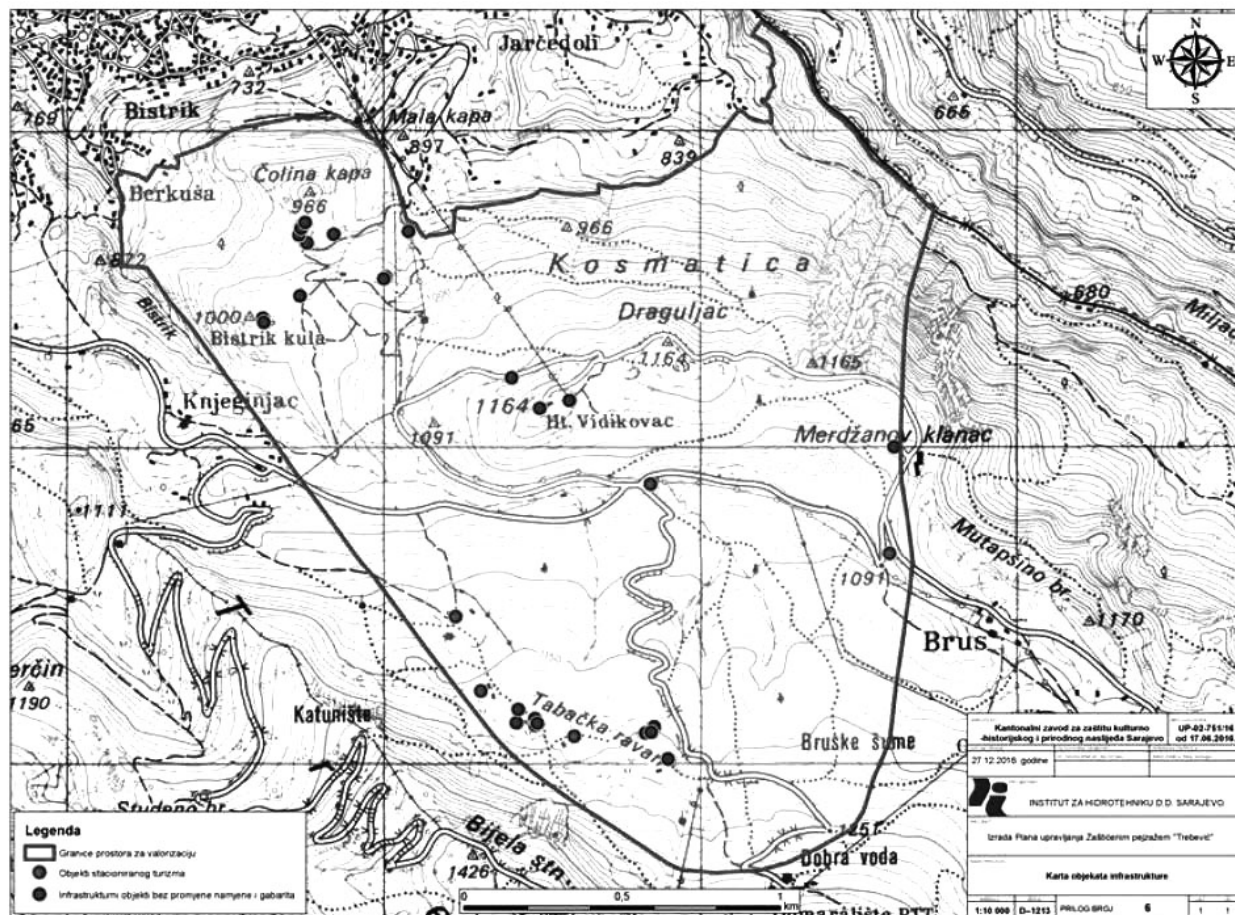 N
W E
S
Jarčedoli
732
Bistrik
769
666
Mala kapa
897
839
Čolina kapa
966
Berkuša
966
872
Kosmatica
680
Bistrik
1000
Draguljac
Bistrik kula
1164
1165
Knjeginjac
1164
Ht. Vidikovac
65
1091
Merdžanov klanac
1111
Mutapšino br.
1091
1170
Brus
1190
Tabačka ravan
Katunište
Bruške šume
Studeno br.
Bijela stn.
1251
Dobra voda
1426
Legenda
Granice prostora za valorizaciju
Objekti stacioniranog turizma
Infrastrukturni objekti bez promjene namjene i gabarita
0 0,5 1
km
Kantonalni zavod za zaštitu kulturno
-historijskog i prirodnog naslijeđa Sarajevo
UP-02-751/16
od 17.06.2016.
27.12.2016. godine
INSTITUT ZA HIDROTEHNIKU D.D. SARAJEVO
Izrada Plana upravljanja Zaštićenim pejzažem "Trebević"
Karta objekata infrastrukture
1:10 000 D-1213 PRILOG BROJ 6 1 1